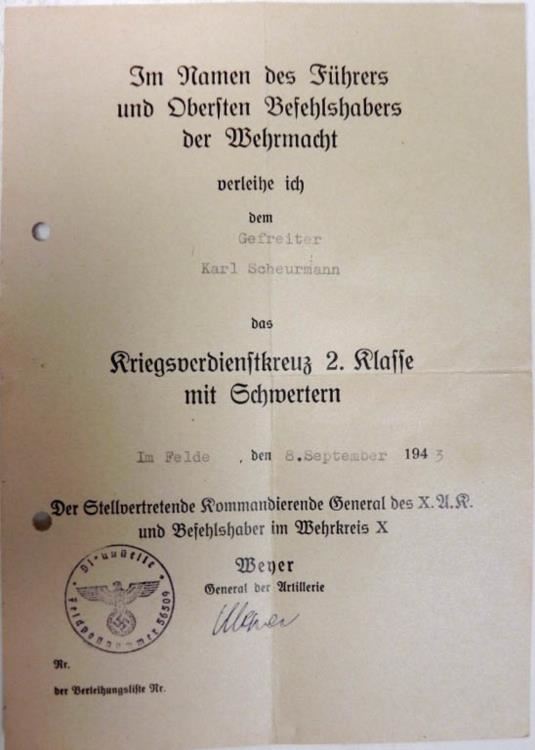 Im Namen des Führers
und Obersten Befehlshabers
der Wehrmacht
verleihe ich
dem
Gefreiter
Karl Scheurmann
das
Kriegsverdienstkreuz 2. Klasse
mit Schwertern
Im Felde , den 8.September 1943
Der Stellvertretende Kommandierende General des X.A.K.
und Befehlshaber im Wehrkreis X
Weyer
General der Artillerie
Feldpostnummer 56509
Nr.
der Verleihungsliste Nr.